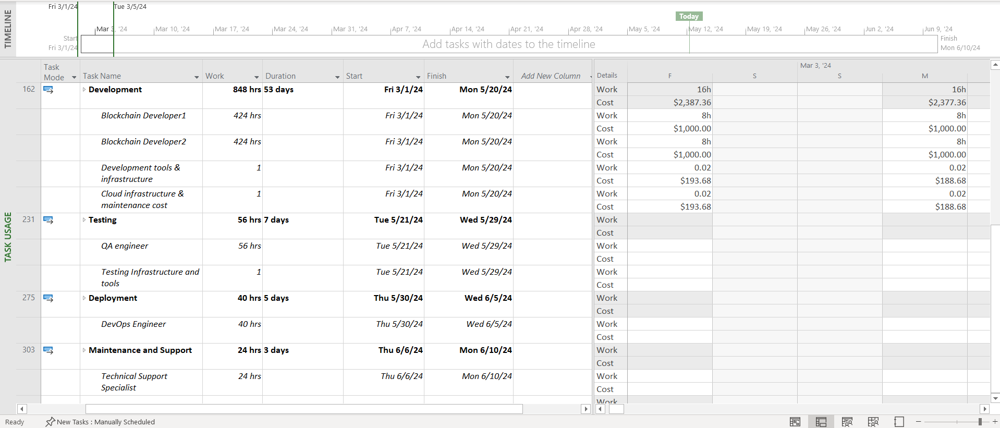 Fri 3/1/24 Tue 3/5/24
TIMELINE
Today
Mar 3, '24 Mar 10, '24 Mar 17, '24 Mar 24, '24 Mar 31, '24 Apr 7, '24 Apr 14, '24 Apr 21, '24 Apr 28, '24 May 5, '24 May 12, '24 May 19, '24 May 26, '24 Jun 2, '24 Jun 9, '24
Start
Fri 3/1/24
Add tasks with dates to the timeline
Finish
Mon 6/10/24
TASK USAGE
Task Mode Task Name Work Duration Start Finish Add New Column
162 Development 848 hrs 53 days Fri 3/1/24 Mon 5/20/24
Blockchain Developer1 424 hrs Fri 3/1/24 Mon 5/20/24
Blockchain Developer2 424 hrs Fri 3/1/24 Mon 5/20/24
Development tools & 1 Fri 3/1/24 Mon 5/20/24
infrastructure
Cloud infrastructure & 1 Fri 3/1/24 Mon 5/20/24
maintenance cost
231 Testing 56 hrs 7 days Tue 5/21/24 Wed 5/29/24
QA engineer 56 hrs Tue 5/21/24 Wed 5/29/24
Testing Infrastructure and 1 Tue 5/21/24 Wed 5/29/24
tools
275 Deployment 40 hrs 5 days Thu 5/30/24 Wed 6/5/24
DevOps Engineer 40 hrs Thu 5/30/24 Wed 6/5/24
303 Maintenance and Support 24 hrs 3 days Thu 6/6/24 Mon 6/10/24
Technical Support 24 hrs Thu 6/6/24 Mon 6/10/24
Specialist
Mar 3, '24
Details F S S M
Work 16h 16h
Cost $2,387.36 $2,377.36
Work 8h 8h
Cost $1,000.00 $1,000.00
Work 8h 8h
Cost $1,000.00 $1,000.00
Work 0.02 0.02
Cost $193.68 $188.68
Work 0.02 0.02
Cost $193.68 $188.68
Work
Cost
Work
Cost
Work
Cost
Work
Cost
Work
Cost
Work
Cost
Work
Cost
Work
Ready New Tasks : Manually Scheduled